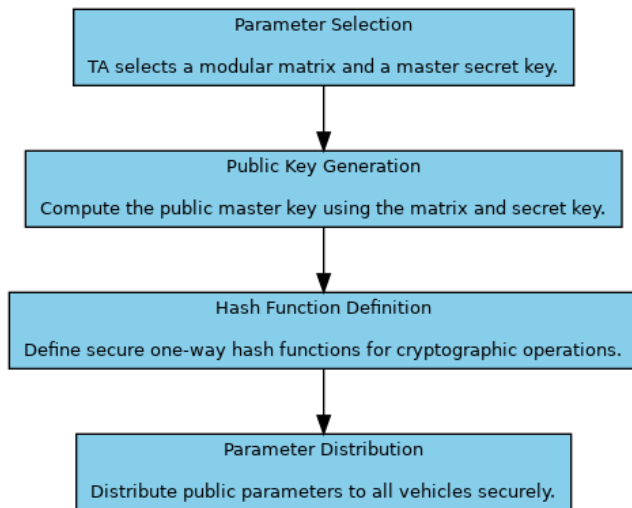 Parameter Selection
TA selects a modular matrix and a master secret key.
Public Key Generation
Compute the public master key using the matrix and secret key.
Hash Function Definition
Define secure one-way hash functions for cryptographic operations.
Parameter Distribution
Distribute public parameters to all vehicles securely.